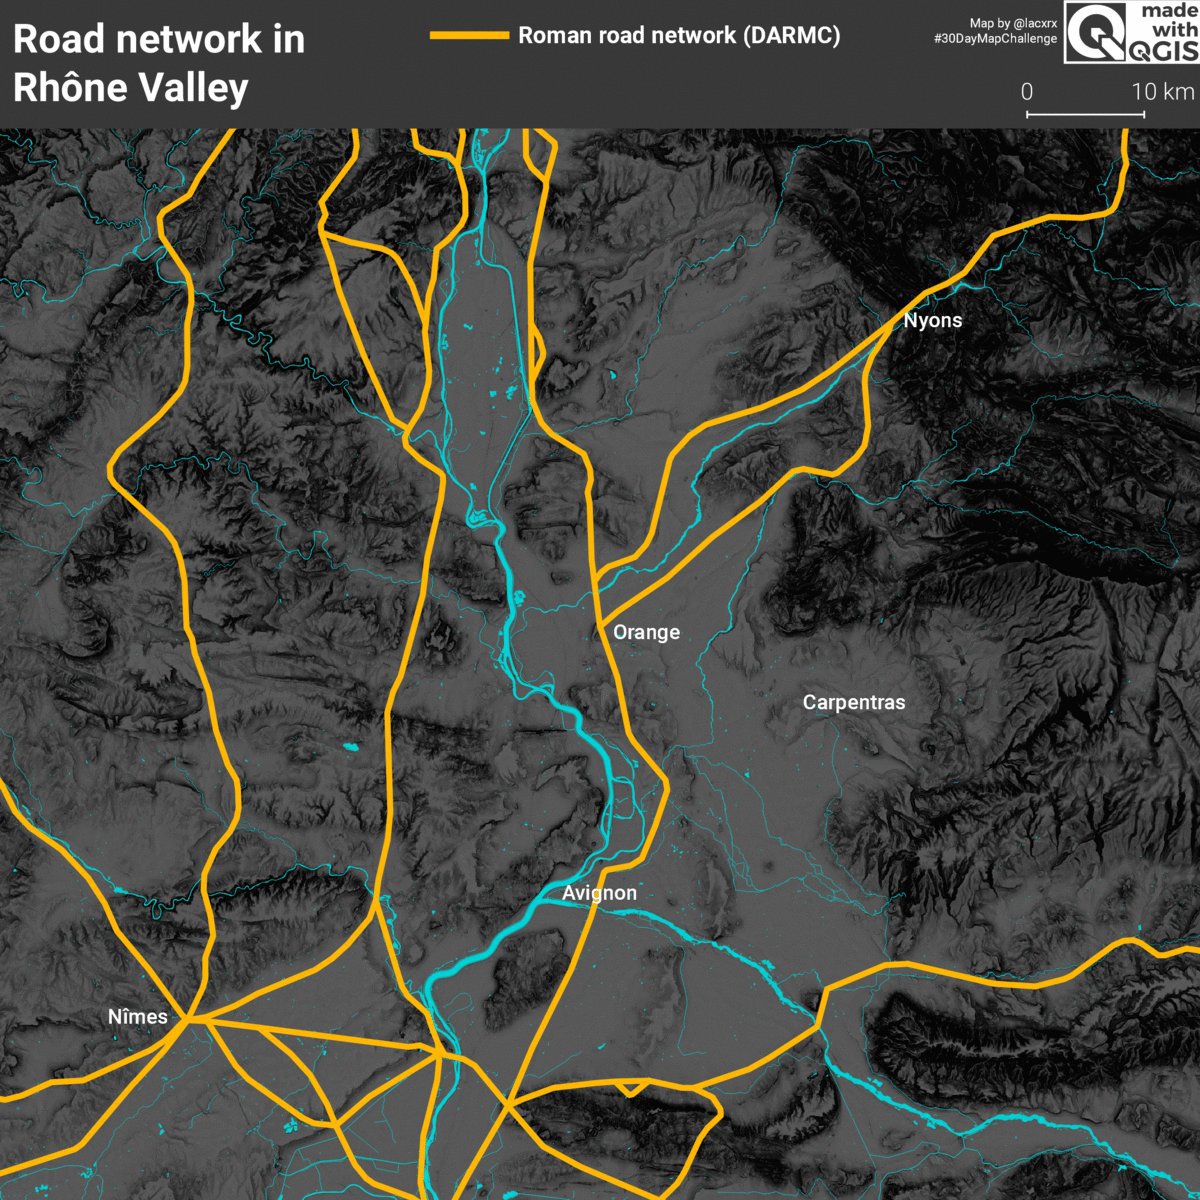 Road network in
Rhône Valley
Roman road network (DARMC)
Map by @lacxrx
#30DayMapChallenge
made
with
QGIS
0 10 km
Nyons
Orange
Carpentras
Avignon
Nîmes